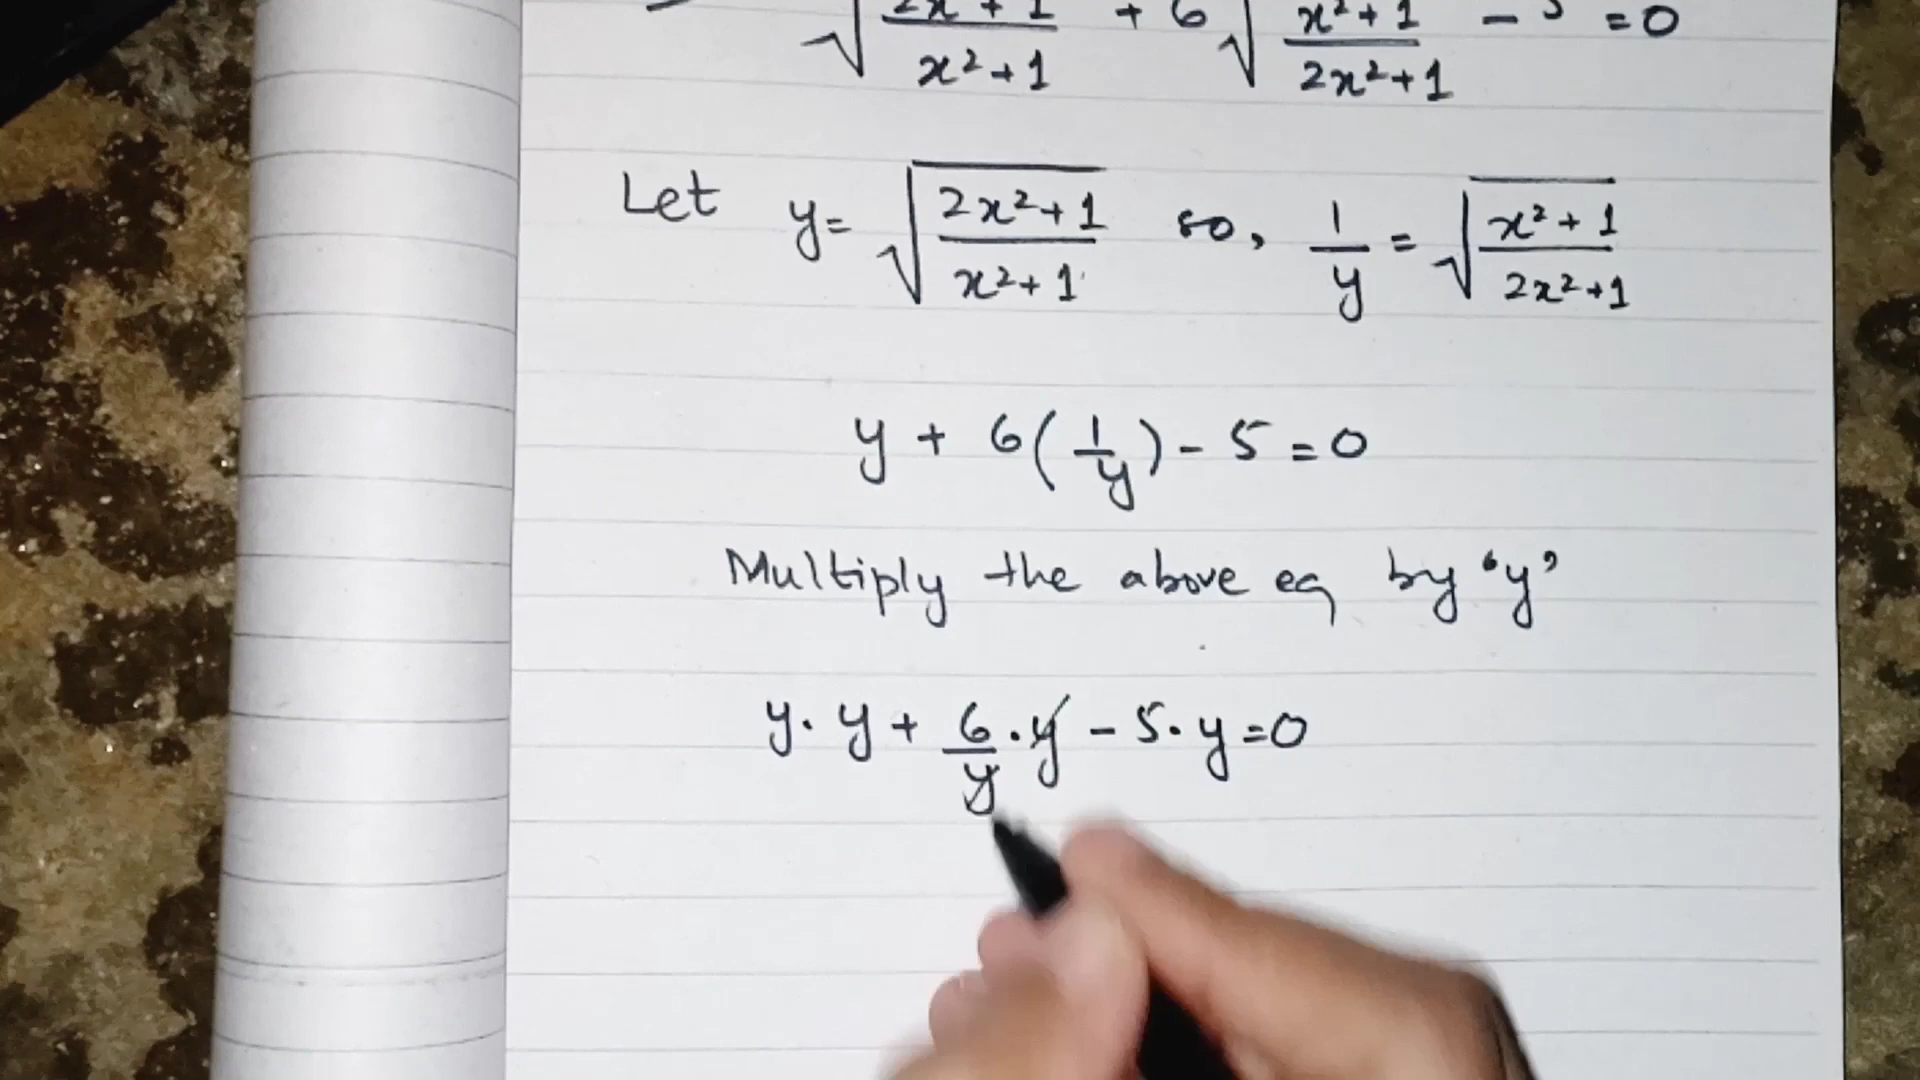 √(2x²+1 / x²+1) + 6 √(x²+1 / 2x²+1) - 5 = 0
Let y = √(2x²+1 / x²+1) so, 1/y = √(x²+1 / 2x²+1)
y + 6(1/y) - 5 = 0
Multiply the above eq by 'y'
y · y + 6/y · y - 5 · y = 0